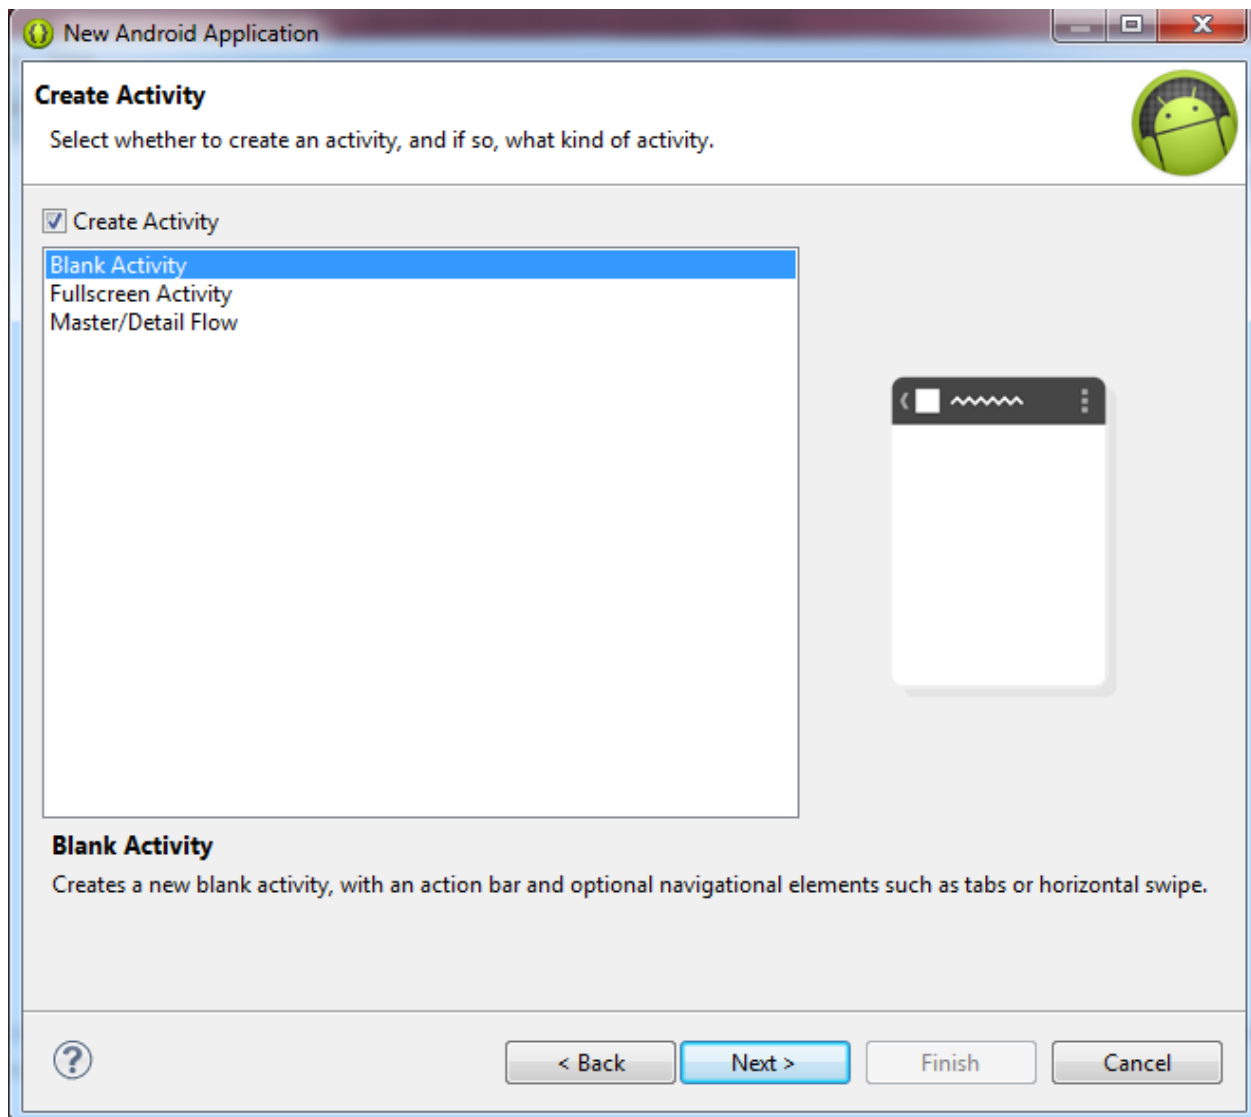 New Android Application
Create Activity
Select whether to create an activity, and if so, what kind of activity.
Create Activity
Blank Activity
Fullscreen Activity
Master/Detail Flow
Blank Activity
Creates a new blank activity, with an action bar and optional navigational elements such as tabs or horizontal swipe.
< Back Next > Finish Cancel